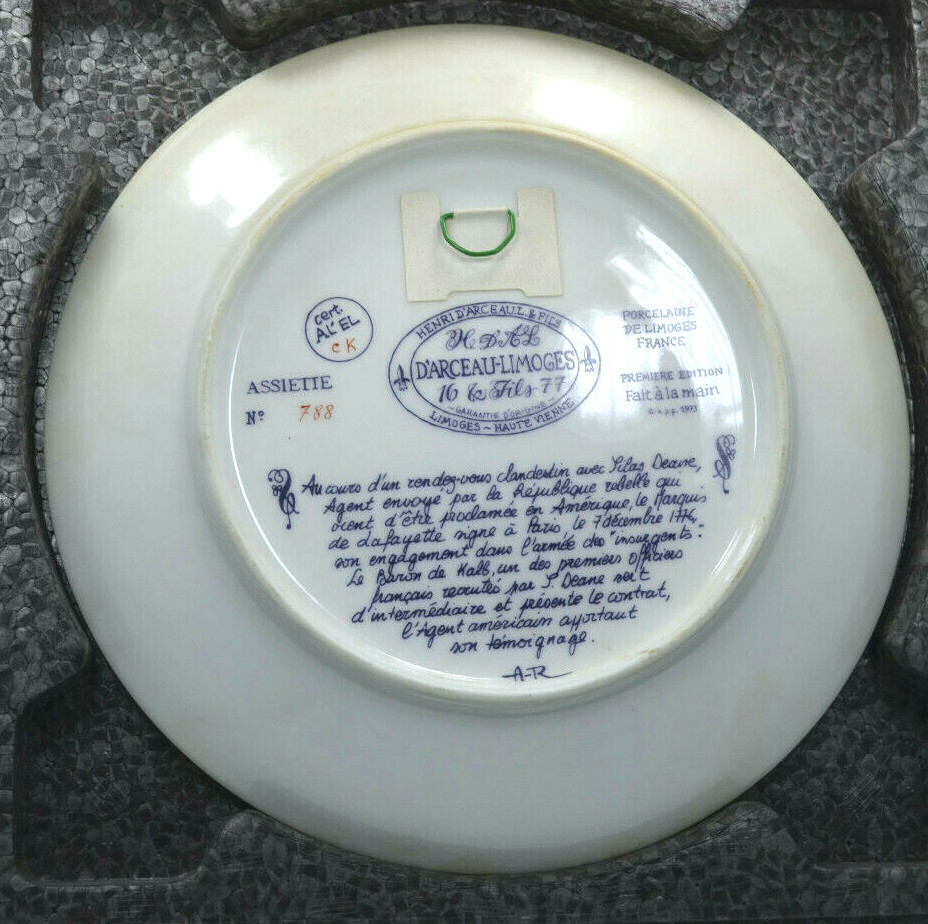 cert.
AL' EL
cK
ASSIETTE
No 788
HENRI D'ARCEAU.L. & FILS
H. D'A&L
D'ARCEAU-LIMOGES
16 & Fils 77
~ GARANTIE D'ORIGINE ~
LIMOGES ~ HAUTE VIENNE
PORCELAINE
DE LIMOGES
FRANCE
PREMIERE EDITION
Fait à la main
1973
Au cours d'un rendez-vous clandestin avec Silas Deane,
Agent envoyé par la République rebelle qui
vient d'être proclamée en Amérique, le Marquis
de Lafayette signe à Paris le 7 décembre 1776,
son engagement dans l'armée des "insurgents".
Le Baron de Kalb, un des premiers Officiers
français recrutés par S. Deane sert
d'intermédiaire et présente le contrat,
l'Agent américain apportant
son témoignage.
A-R